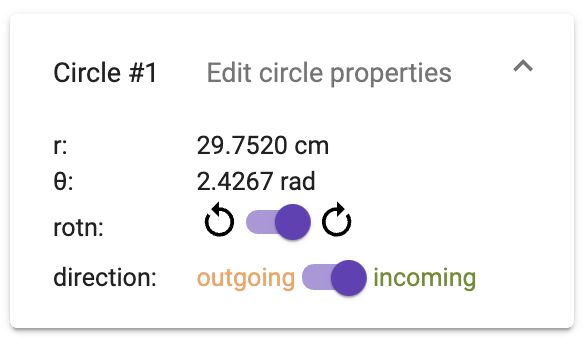 Circle #1 Edit circle properties
r: 29.7520 cm
θ: 2.4267 rad
rotn:
direction: outgoing incoming